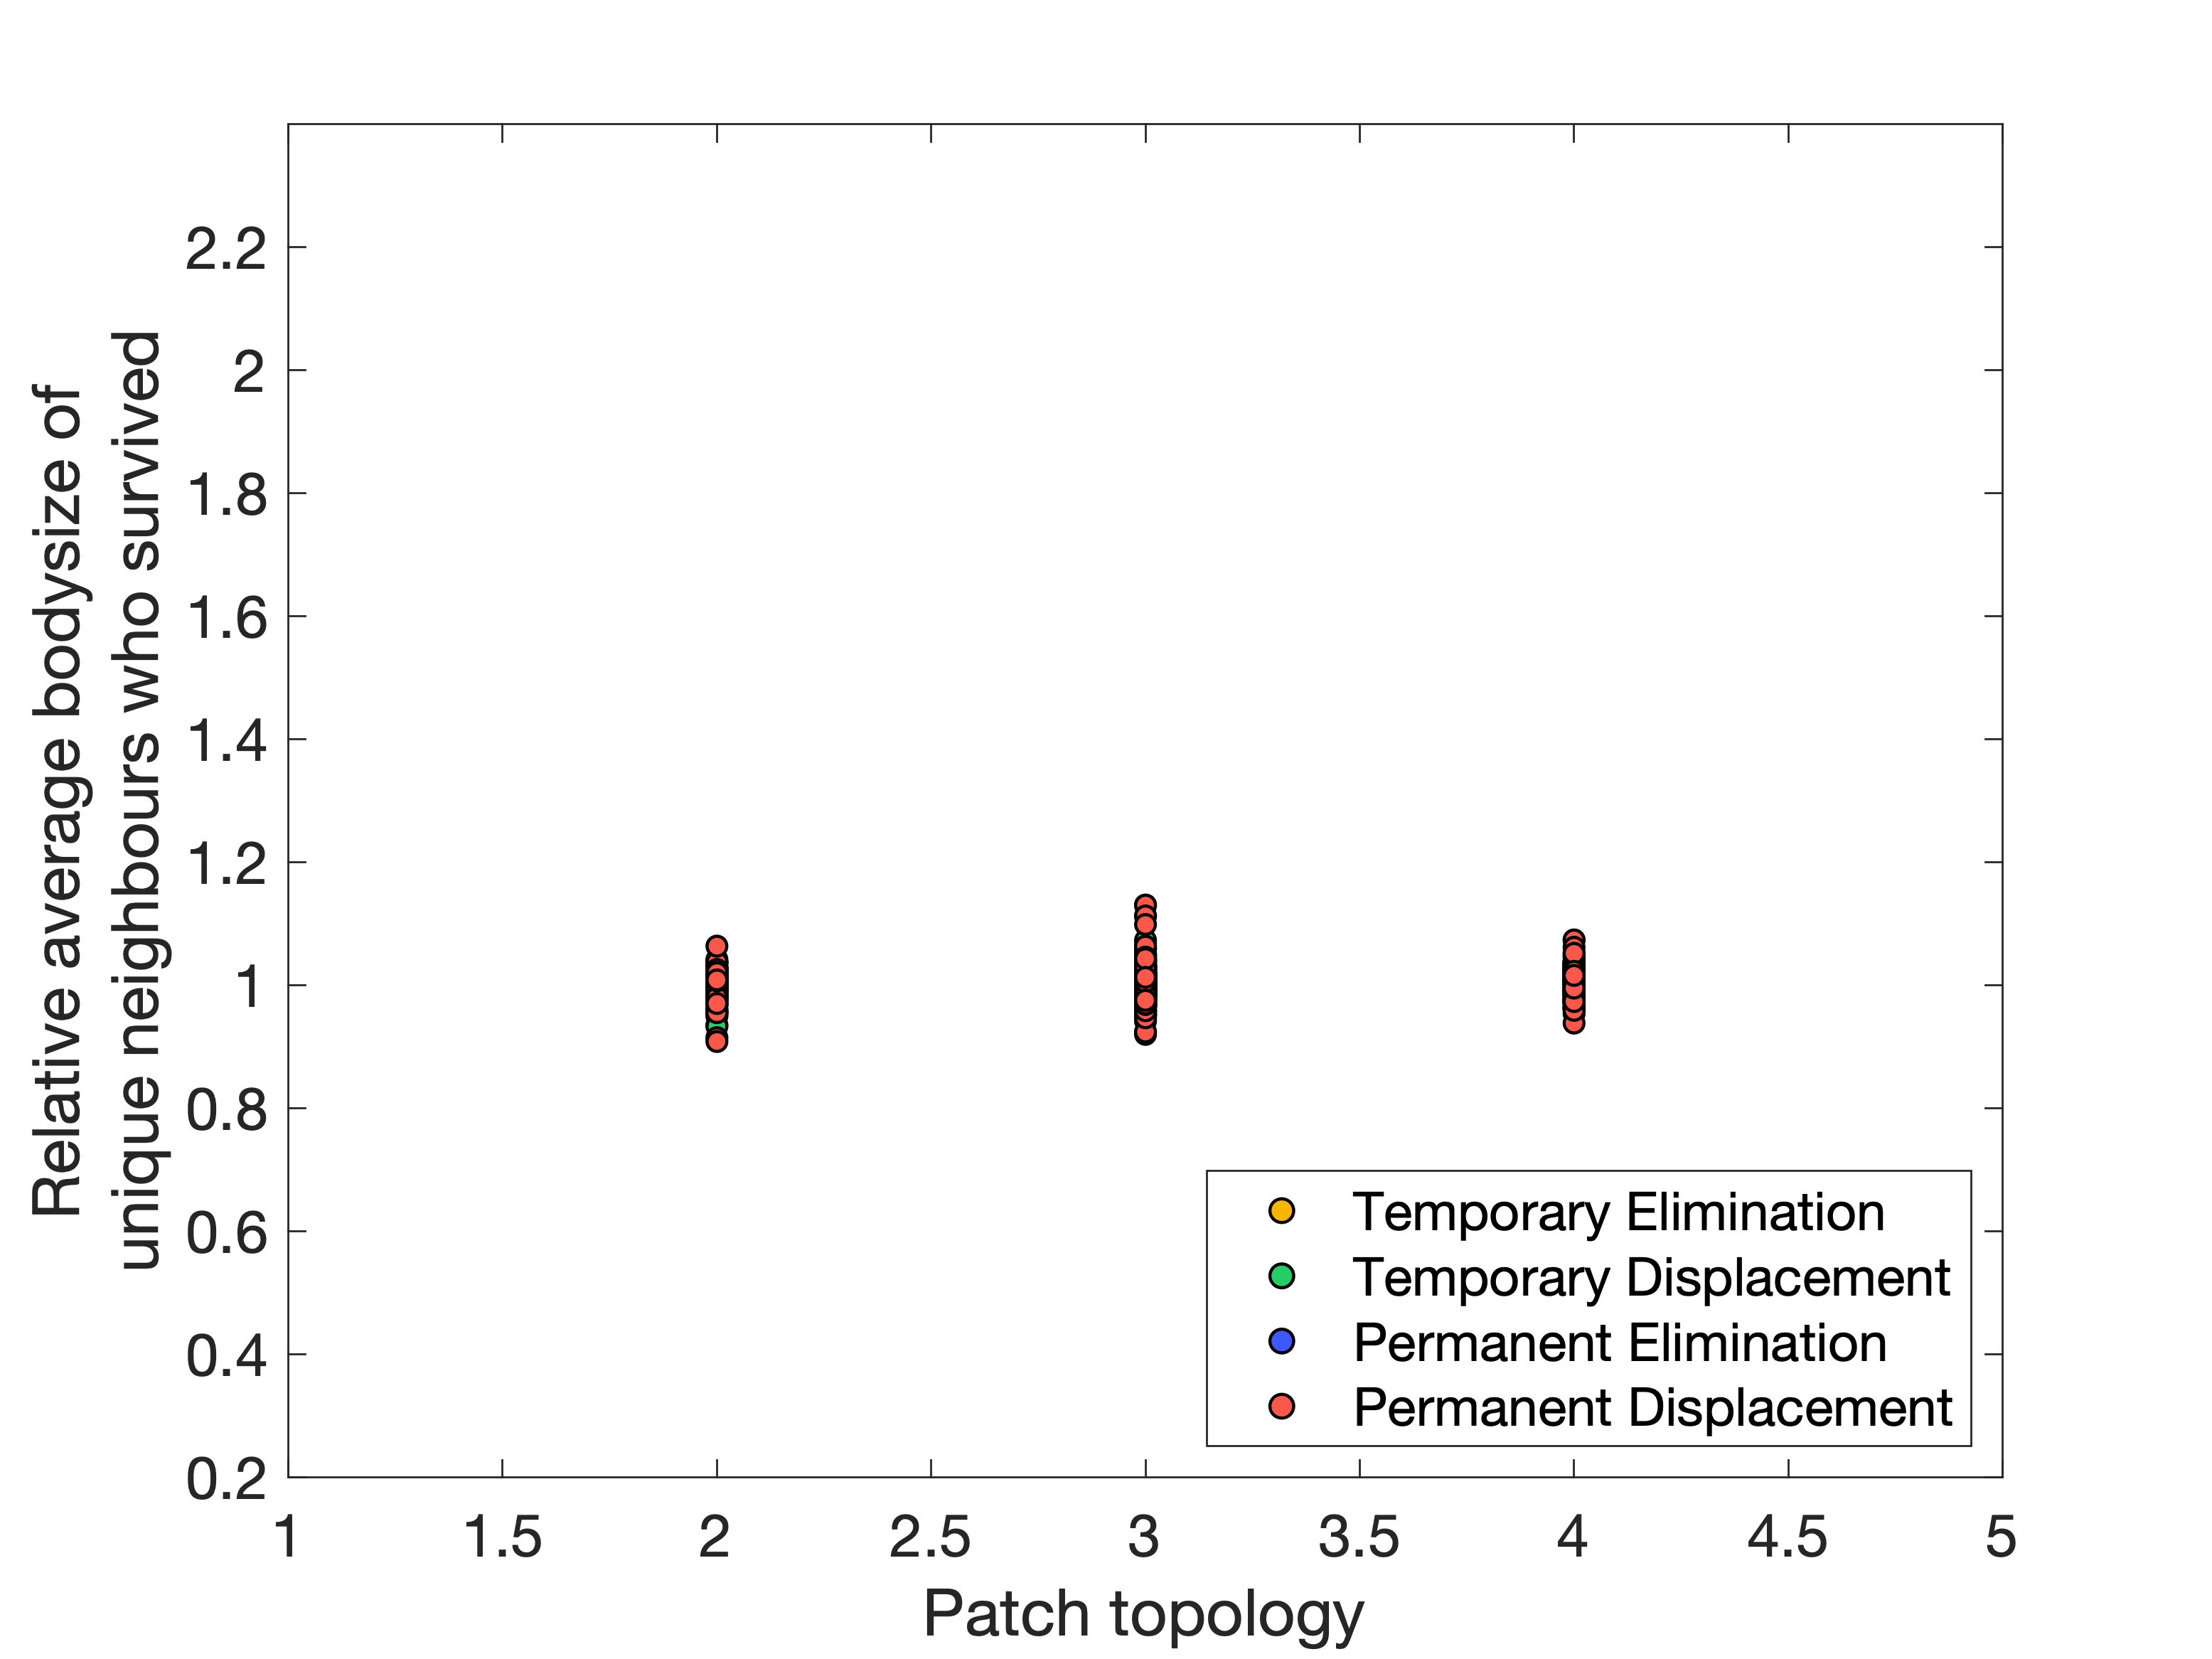 Relative average bodysize of
unique neighbours who survived
2.2
2
1.8
1.6
1.4
1.2
1
0.8
0.6
0.4
0.2
Temporary Elimination
Temporary Displacement
Permanent Elimination
Permanent Displacement
1 1.5 2 2.5 3 3.5 4 4.5 5
Patch topology